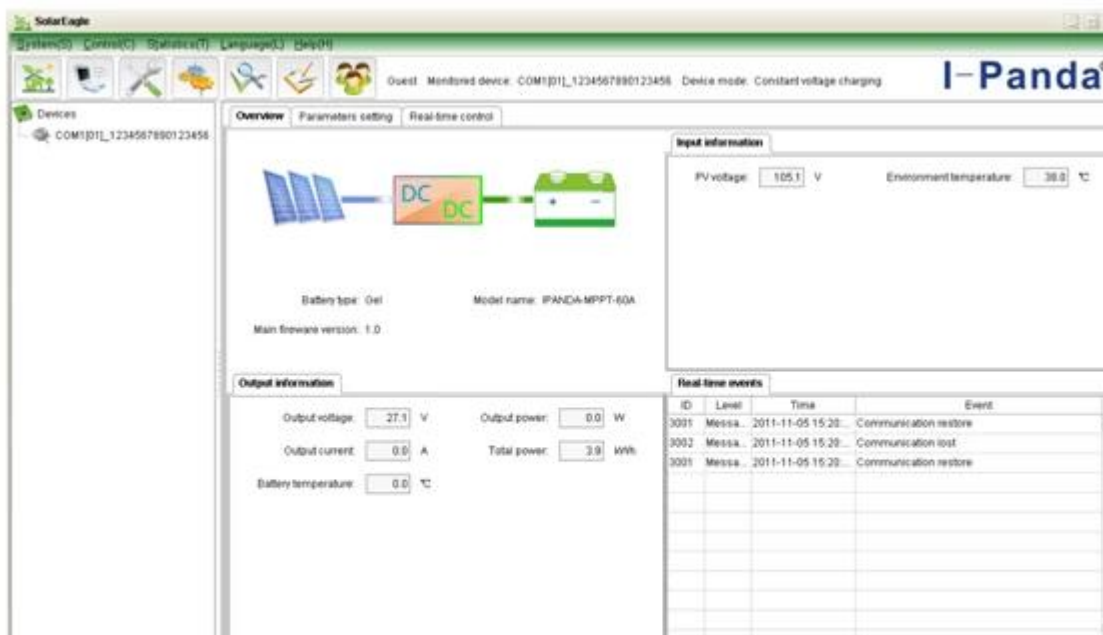 SolarEagle
System(S) Control(C) Statistics(T) Language(L) Help(H)
Guest Monitored device: COM1[01]_1234567890123456 Device mode: Constant voltage charging
I-Panda
Devices
COM1[01]_1234567890123456
Overview Parameters setting Real-time control
DC
DC
+ −
Battery type: Gel Model name: IPANDA-MPPT-60A
Main fireware version: 1.0
Input information
PV voltage: 105.1 V Environment temperature: 38.0 ℃
Output information
Output voltage: 27.1 V Output power: 0.0 W
Output current: 0.0 A Total power: 3.9 kWh
Battery temperature: 0.0 ℃
Real-time events
ID Level Time Event
3001 Messa... 2011-11-05 15:20:... Communication restore
3002 Messa... 2011-11-05 15:20:... Communication lost
3001 Messa... 2011-11-05 15:20:... Communication restore